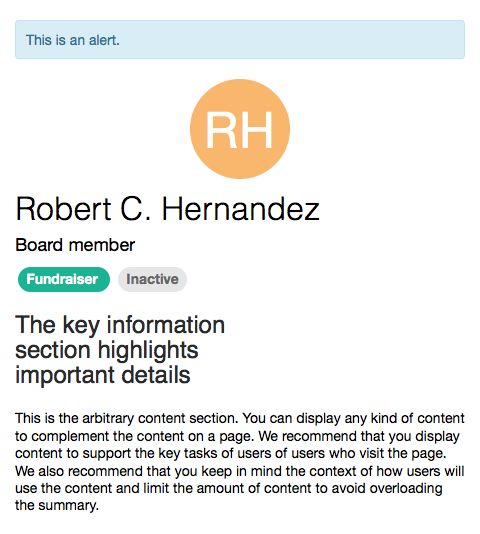 This is an alert.
RH
Robert C. Hernandez
Board member
Fundraiser Inactive
The key information
section highlights
important details
This is the arbitrary content section. You can display any kind of content
to complement the content on a page. We recommend that you display
content to support the key tasks of users of users who visit the page.
We also recommend that you keep in mind the context of how users will
use the content and limit the amount of content to avoid overloading
the summary.